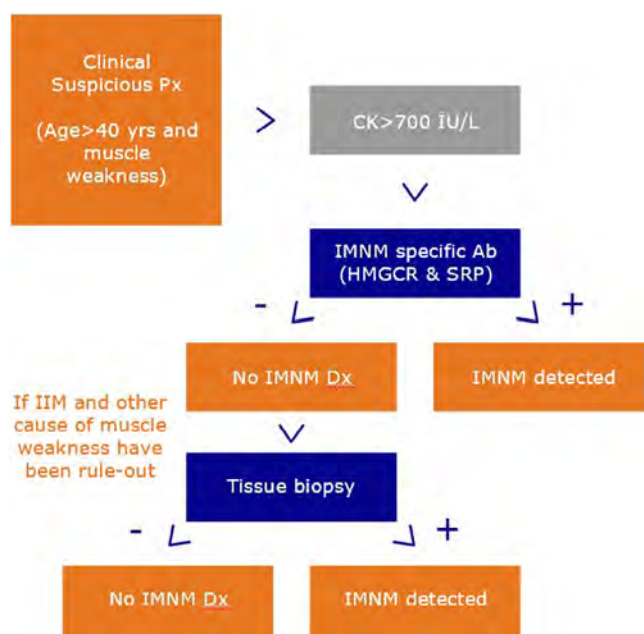 Clinical
Suspicious Px
(Age>40 yrs and
muscle
weakness)
>
CK>700 IU/L
IMNM specific Ab
(HMGCR & SRP)
-
+
No IMNM Dx
IMNM detected
If IIM and other
cause of muscle
weakness have
been rule-out
Tissue biopsy
-
+
No IMNM Dx
IMNM detected